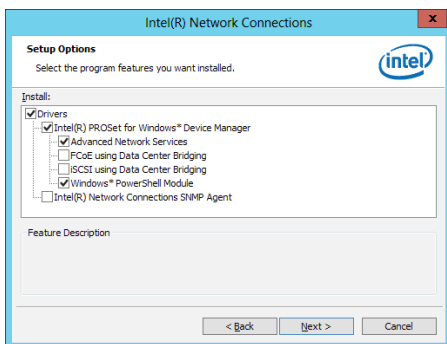 Intel(R) Network Connections
x
Setup Options
Select the program features you want installed.
intel
Install:
Drivers
Intel(R) PROSet for Windows* Device Manager
Advanced Network Services
FCoE using Data Center Bridging
iSCSI using Data Center Bridging
Windows* PowerShell Module
Intel(R) Network Connections SNMP Agent
Feature Description
< Back
Next >
Cancel